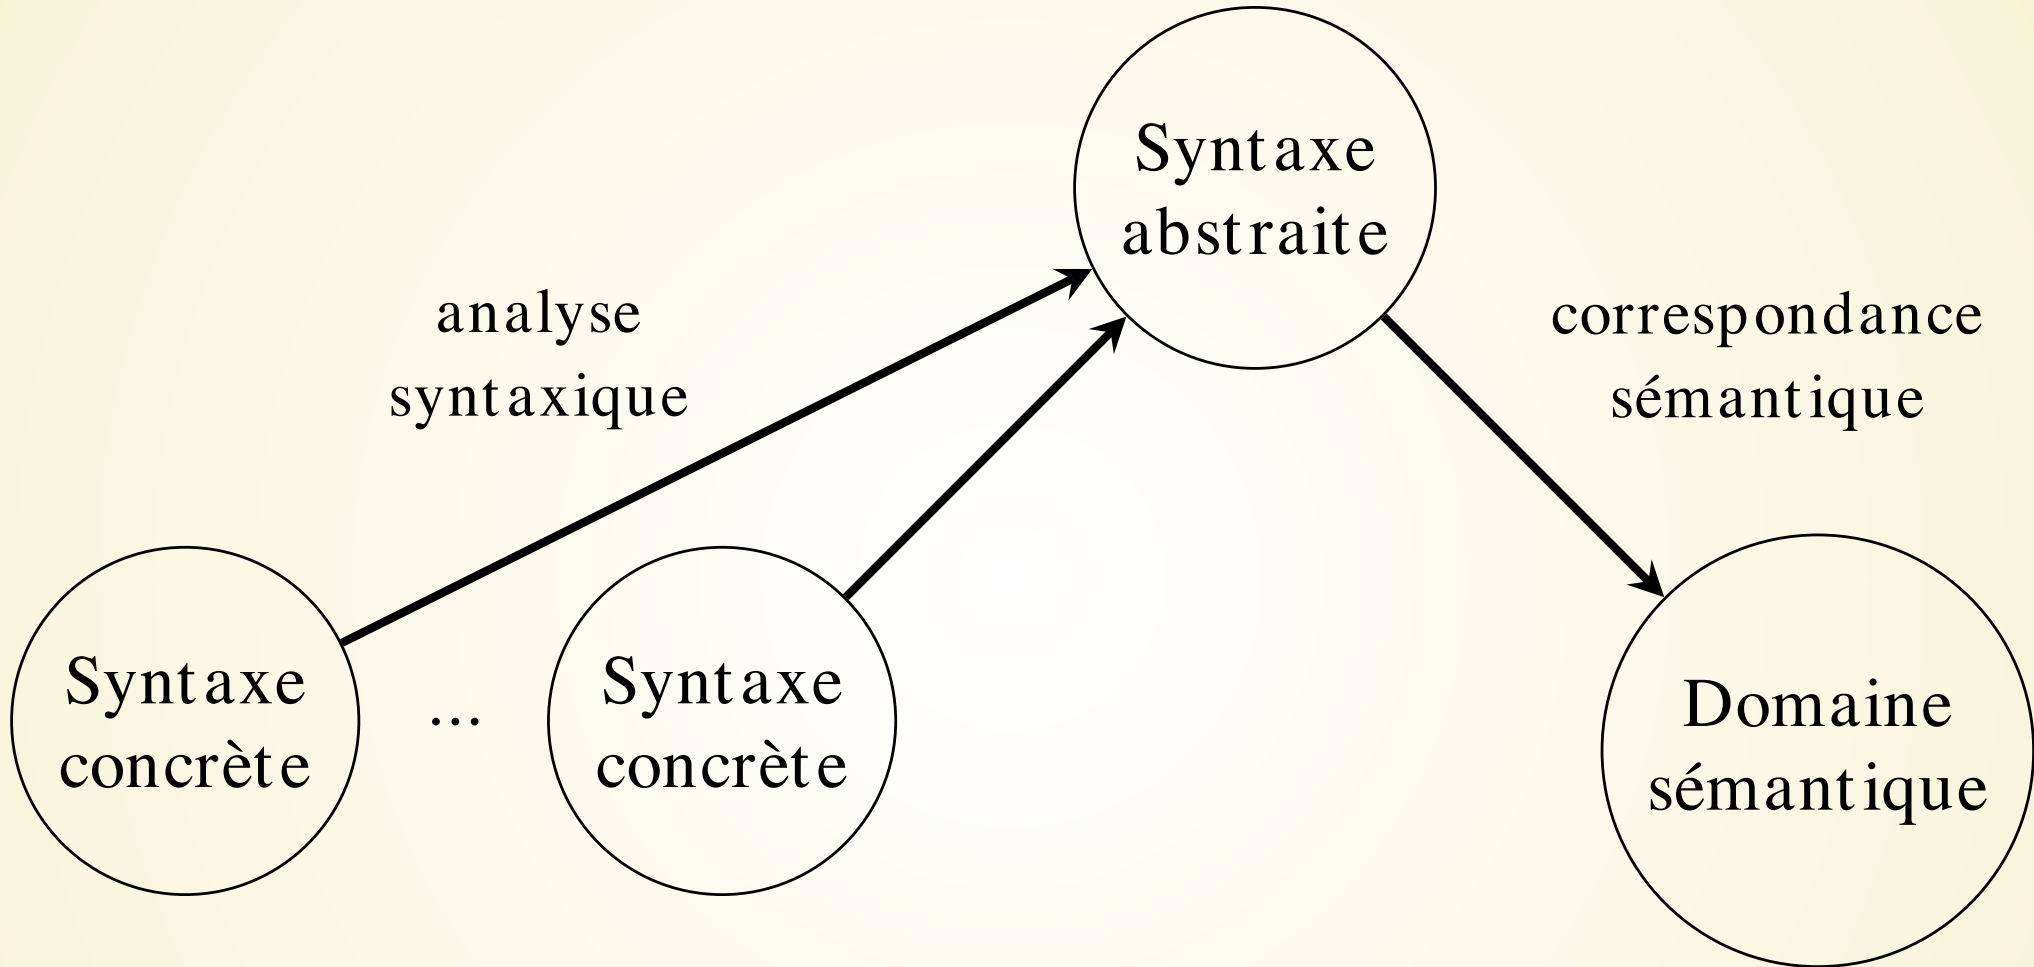 Syntaxe
abstraite
analyse
syntaxique
correspondance
sémantique
Syntaxe
concrète
...
Syntaxe
concrète
Domaine
sémantique